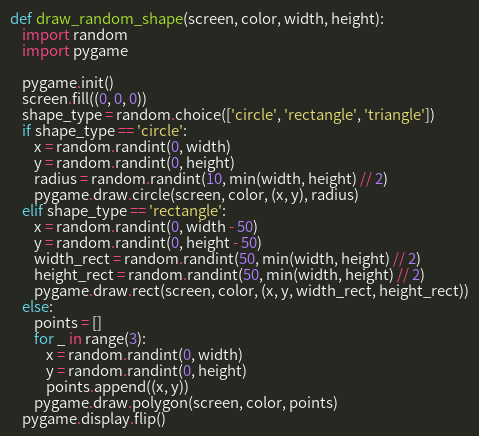 def draw_random_shape(screen, color, width, height):
    import random
    import pygame

    pygame.init()
    screen.fill((0, 0, 0))
    shape_type = random.choice(['circle', 'rectangle', 'triangle'])
    if shape_type == 'circle':
        x = random.randint(0, width)
        y = random.randint(0, height)
        radius = random.randint(10, min(width, height) // 2)
        pygame.draw.circle(screen, color, (x, y), radius)
    elif shape_type == 'rectangle':
        x = random.randint(0, width - 50)
        y = random.randint(0, height - 50)
        width_rect = random.randint(50, min(width, height) // 2)
        height_rect = random.randint(50, min(width, height) // 2)
        pygame.draw.rect(screen, color, (x, y, width_rect, height_rect))
    else:
        points = []
        for _ in range(3):
            x = random.randint(0, width)
            y = random.randint(0, height)
            points.append((x, y))
        pygame.draw.polygon(screen, color, points)
    pygame.display.flip()